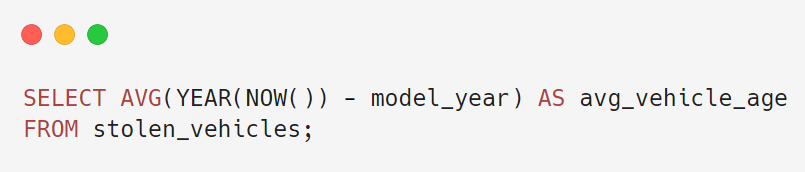 SELECT AVG(YEAR(NOW()) - model_year) AS avg_vehicle_age
FROM stolen_vehicles;